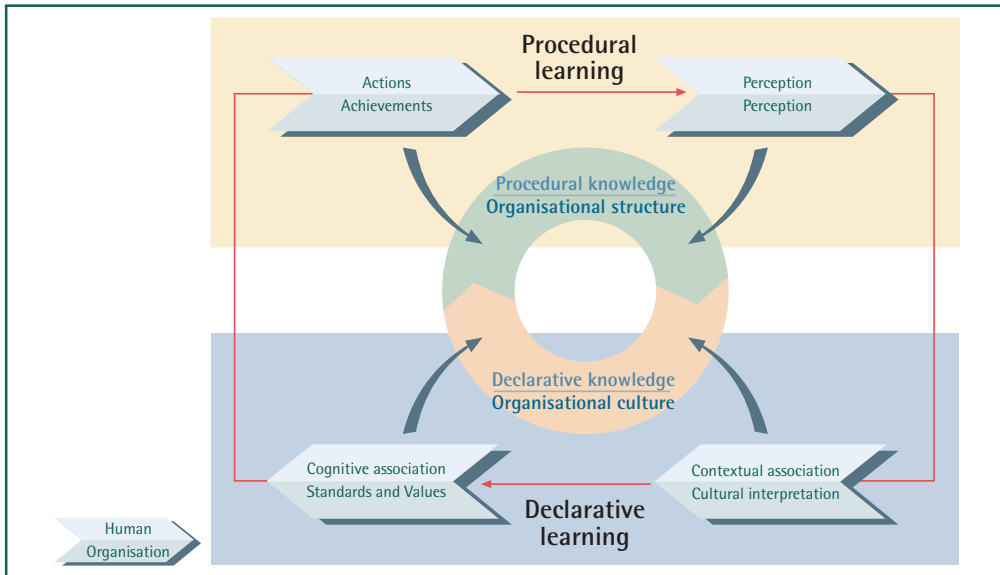 Procedural
learning
Actions
Achievements
Perception
Perception
Procedural knowledge
Organisational structure
Declarative knowledge
Organisational culture
Cognitive association
Standards and Values
Contextual association
Cultural interpretation
Declarative
learning
Human
Organisation